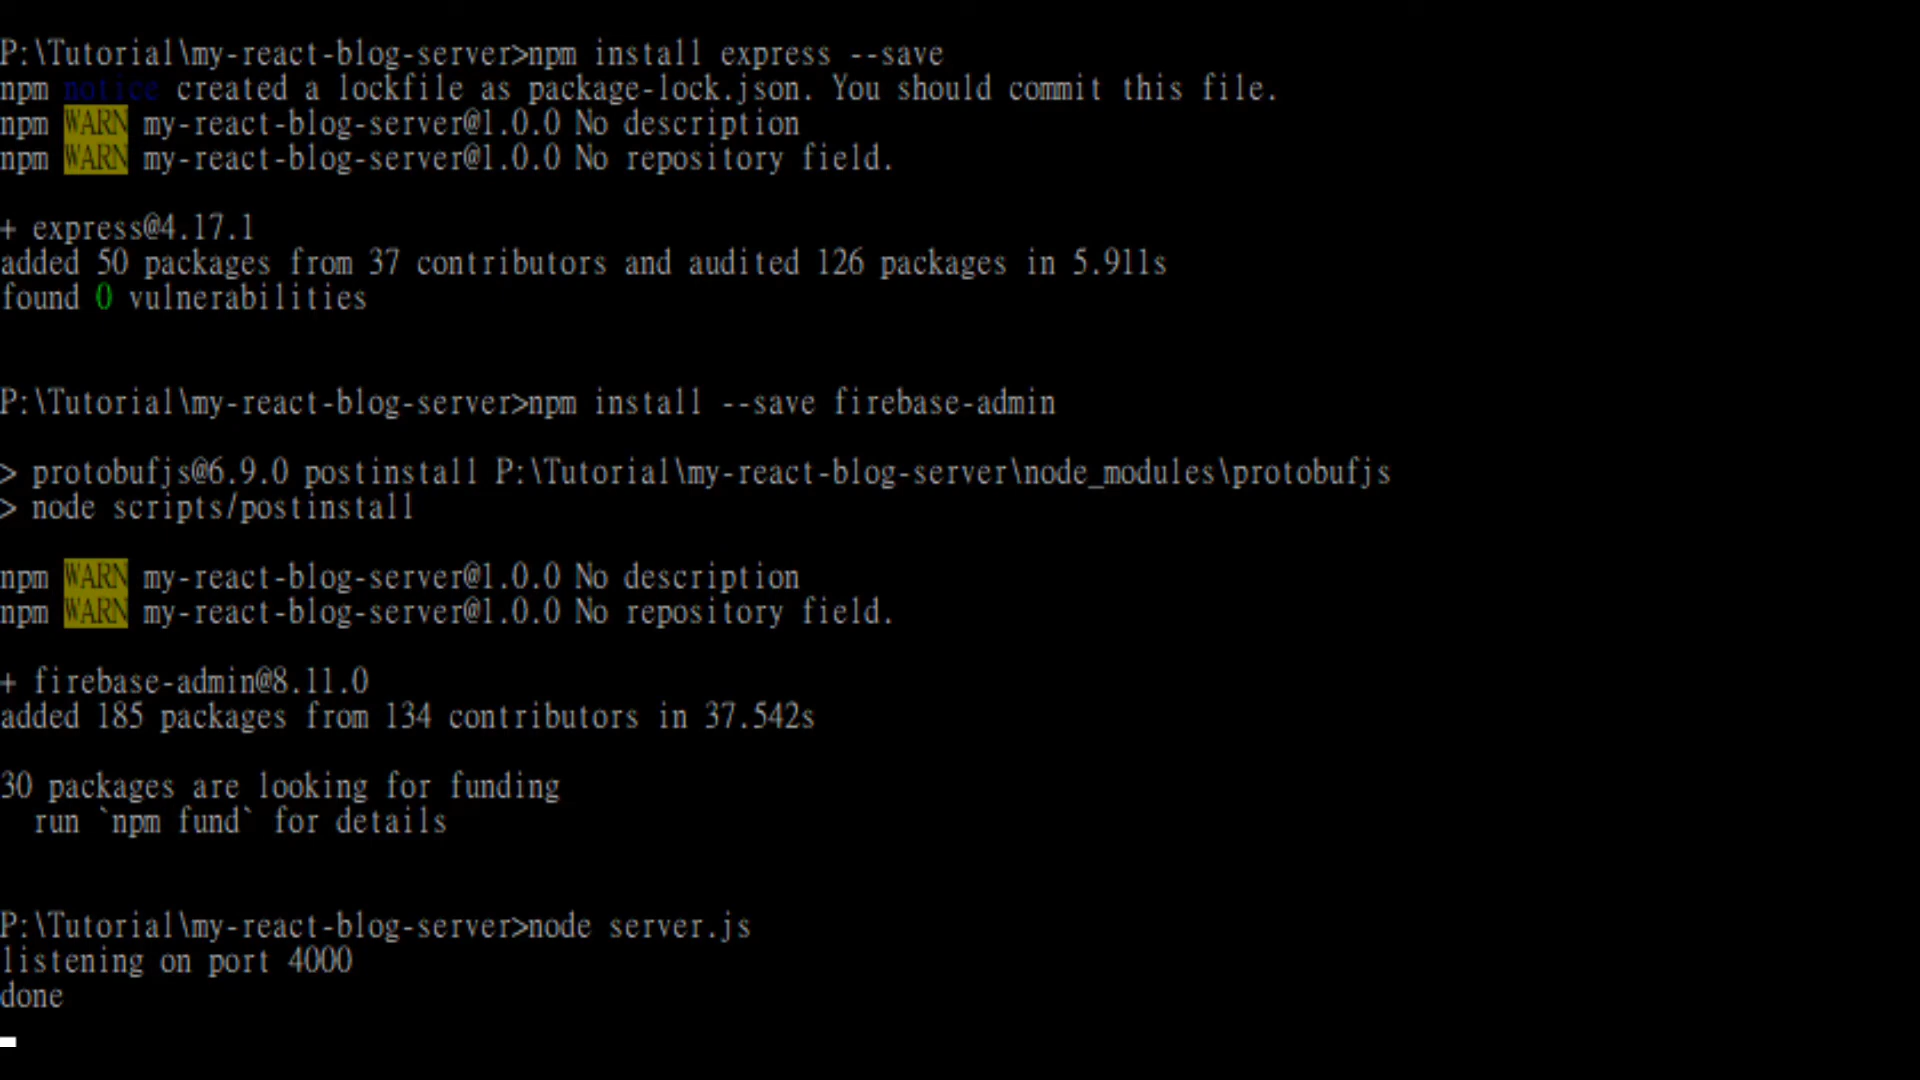 P:\Tutorial\my-react-blog-server>npm install express --save
npm notice created a lockfile as package-lock.json. You should commit this file.
npm WARN my-react-blog-server@1.0.0 No description
npm WARN my-react-blog-server@1.0.0 No repository field.
+ express@4.17.1
added 50 packages from 37 contributors and audited 126 packages in 5.911s
found 0 vulnerabilities
P:\Tutorial\my-react-blog-server>npm install --save firebase-admin
> protobufjs@6.9.0 postinstall P:\Tutorial\my-react-blog-server\node_modules\protobufjs
> node scripts/postinstall
npm WARN my-react-blog-server@1.0.0 No description
npm WARN my-react-blog-server@1.0.0 No repository field.
+ firebase-admin@8.11.0
added 185 packages from 134 contributors in 37.542s
30 packages are looking for funding
  run `npm fund` for details
P:\Tutorial\my-react-blog-server>node server.js
listening on port 4000
done